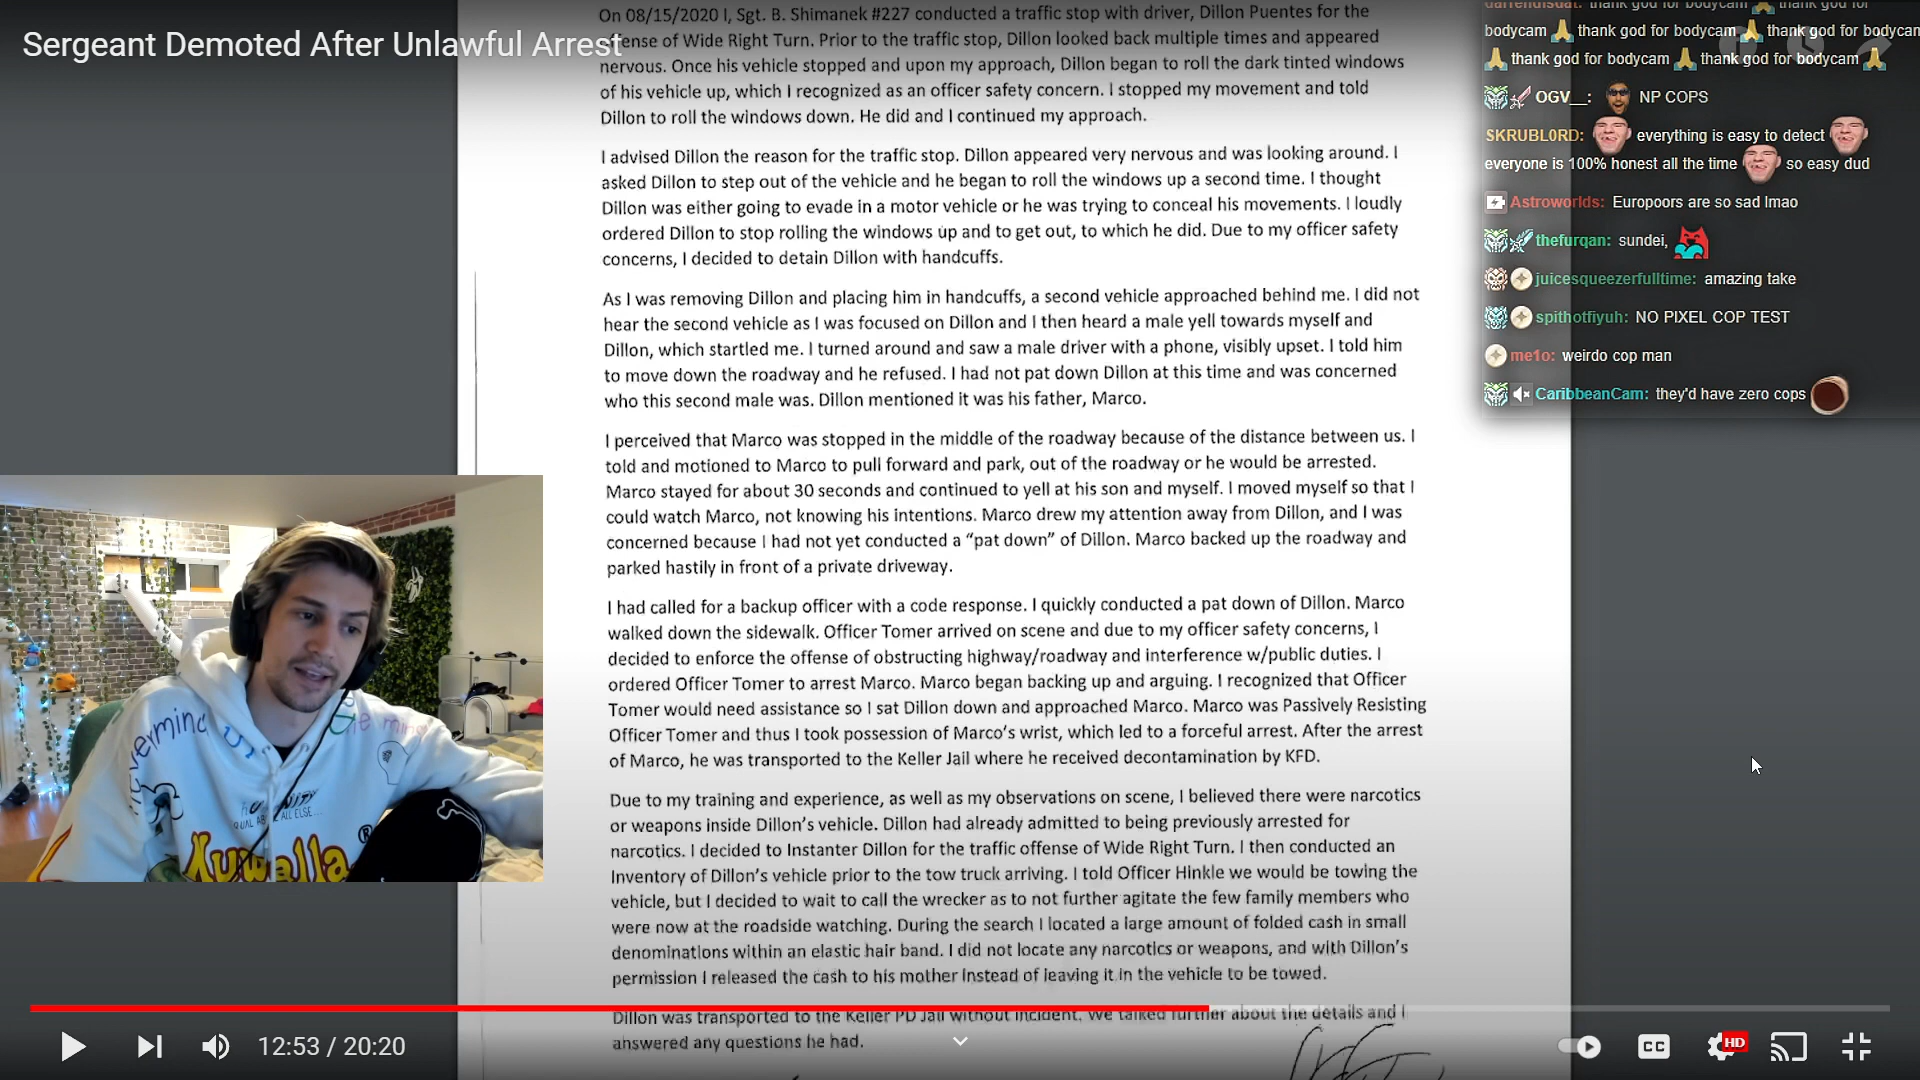 Sergeant Demoted After Unlawful Arrest
On 08/15/2020 I, Sgt. B. Shimanek #227 conducted a traffic stop with driver, Dillon Puentes for the
ense of Wide Right Turn. Prior to the traffic stop, Dillon looked back multiple times and appeared
nervous. Once his vehicle stopped and upon my approach, Dillon began to roll the dark tinted windows
of his vehicle up, which I recognized as an officer safety concern. I stopped my movement and told
Dillon to roll the windows down. He did and I continued my approach.
I advised Dillon the reason for the traffic stop. Dillon appeared very nervous and was looking around. I
asked Dillon to step out of the vehicle and he began to roll the windows up a second time. I thought
Dillon was either going to evade in a motor vehicle or he was trying to conceal his movements. I loudly
ordered Dillon to stop rolling the windows up and to get out, to which he did. Due to my officer safety
concerns, I decided to detain Dillon with handcuffs.
As I was removing Dillon and placing him in handcuffs, a second vehicle approached behind me. I did not
hear the second vehicle as I was focused on Dillon and I then heard a male yell towards myself and
Dillon, which startled me. I turned around and saw a male driver with a phone, visibly upset. I told him
to move down the roadway and he refused. I had not pat down Dillon at this time and was concerned
who this second male was. Dillon mentioned it was his father, Marco.
I perceived that Marco was stopped in the middle of the roadway because of the distance between us. I
told and motioned to Marco to pull forward and park, out of the roadway or he would be arrested.
Marco stayed for about 30 seconds and continued to yell at his son and myself. I moved myself so that I
could watch Marco, not knowing his intentions. Marco drew my attention away from Dillon, and I was
concerned because I had not yet conducted a "pat down" of Dillon. Marco backed up the roadway and
parked hastily in front of a private driveway.
I had called for a backup officer with a code response. I quickly conducted a pat down of Dillon. Marco
walked down the sidewalk. Officer Tomer arrived on scene and due to my officer safety concerns, I
decided to enforce the offense of obstructing highway/roadway and interference w/public duties. I
ordered Officer Tomer to arrest Marco. Marco began backing up and arguing. I recognized that Officer
Tomer would need assistance so I sat Dillon down and approached Marco. Marco was Passively Resisting
Officer Tomer and thus I took possession of Marco's wrist, which led to a forceful arrest. After the arrest
of Marco, he was transported to the Keller Jail where he received decontamination by KFD.
Due to my training and experience, as well as my observations on scene, I believed there were narcotics
or weapons inside Dillon's vehicle. Dillon had already admitted to being previously arrested for
narcotics. I decided to Instanter Dillon for the traffic offense of Wide Right Turn. I then conducted an
Inventory of Dillon's vehicle prior to the tow truck arriving. I told Officer Hinkle we would be towing the
vehicle, but I decided to wait to call the wrecker as to not further agitate the few family members who
were now at the roadside watching. During the search I located a large amount of folded cash in small
denominations within an elastic hair band. I did not locate any narcotics or weapons, and with Dillon's
permission I released the cash to his mother instead of leaving it in the vehicle to be towed.
Dillon was transported to the Keller PD Jail without incident. We talked further about the details and I
answered any questions he had.
darrendisdat: thank god for bodycam 🙏 thank god for
bodycam 🙏 thank god for bodycam 🙏 thank god for bodycam
🙏 thank god for bodycam 🙏 thank god for bodycam 🙏
OGV__: NP COPS
SKRUBL0RD: everything is easy to detect
everyone is 100% honest all the time so easy dud
Astroworlds: Europoors are so sad lmao
thefurqan: sundei,
juicesqueezerfulltime: amazing take
spithotfiyuh: NO PIXEL COP TEST
me1o: weirdo cop man
CaribbeanCam: they'd have zero cops
Nuwella ®
12:53 / 20:20
CC
HD